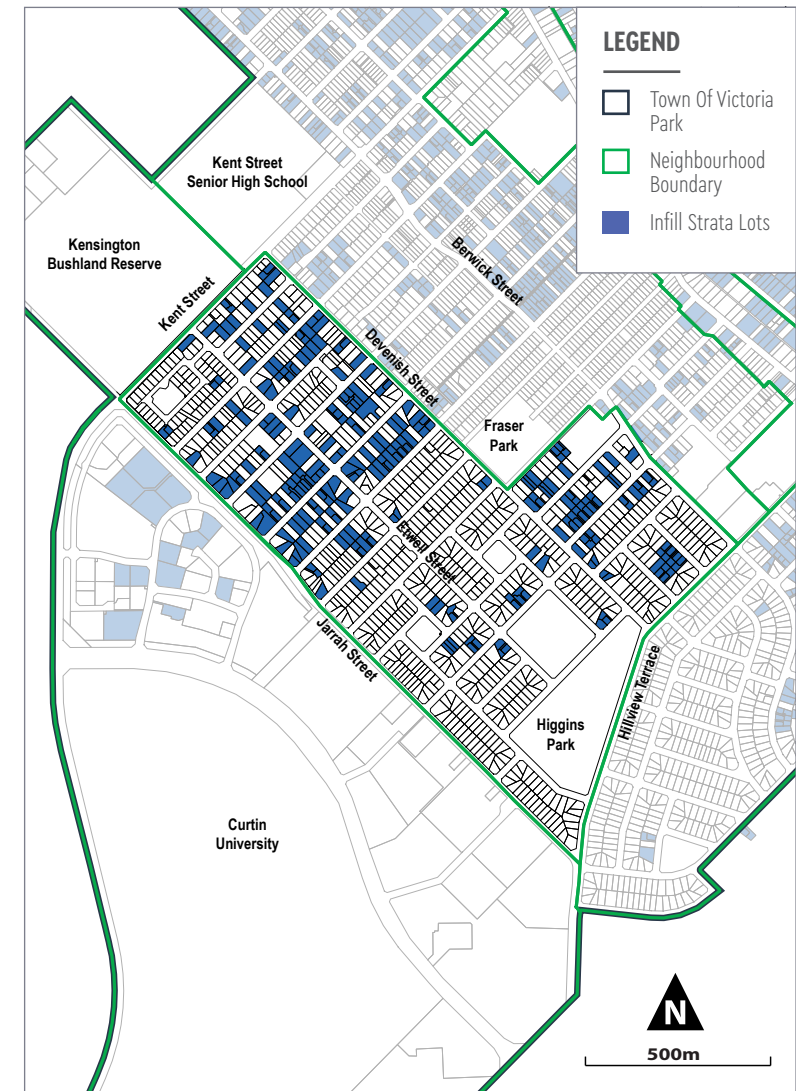 LEGEND
Town Of Victoria
Park
Neighbourhood
Boundary
Infill Strata Lots
Kent Street
Senior High School
Kensington
Bushland Reserve
Kent Street
Berwick Street
Devenish Street
Fraser
Park
Etwell Street
Jarrah Street
Hillview Terrace
Higgins
Park
Curtin
University
N
500m